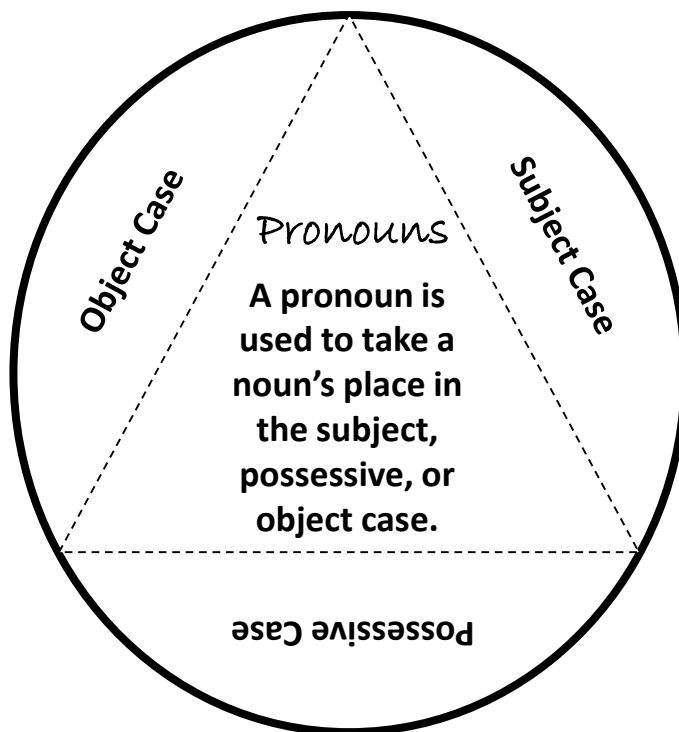 Object Case
Subject Case
Pronouns
A pronoun is
used to take a
noun's place in
the subject,
possessive, or
object case.
Possessive Case